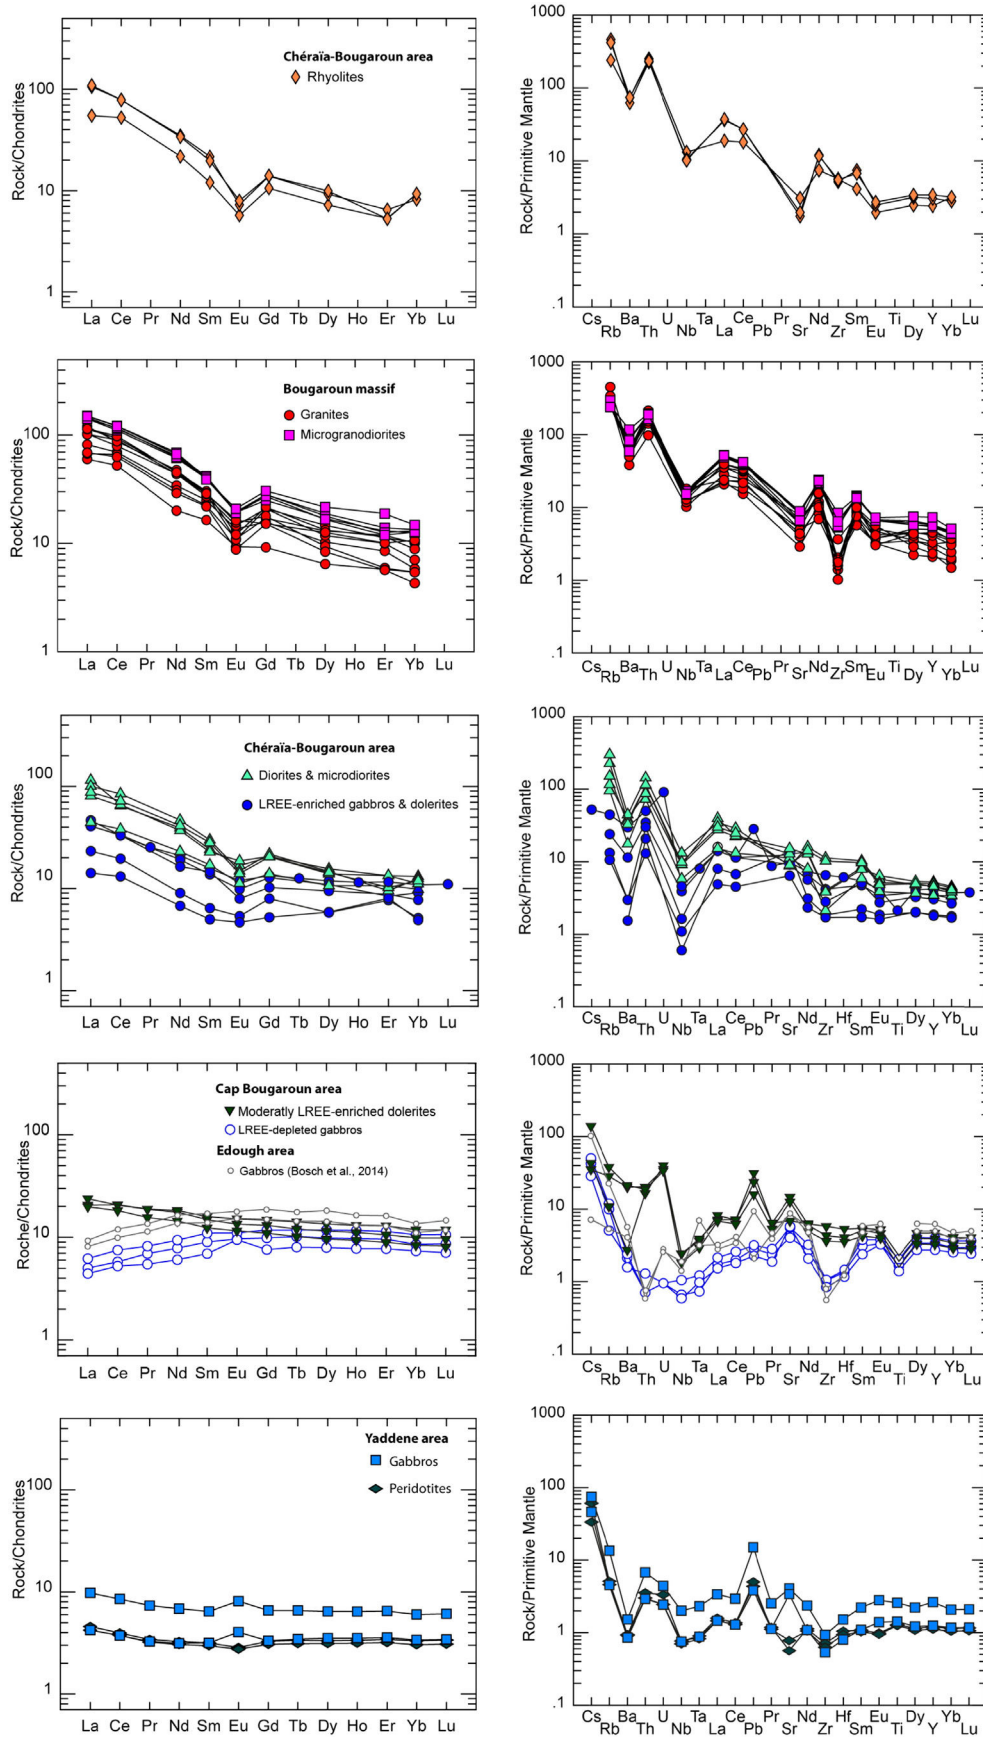 Rock/Chondrites
100
10
1
Chéraïa-Bougaroun area
Rhyolites
La Ce Pr Nd Sm Eu Gd Tb Dy Ho Er Yb Lu
Rock/Primitive Mantle
1000
100
10
1
.1
Cs Ba U Ta Ce Pr Nd Sm Ti Y Lu
Rb Th Nb La Pb Sr Zr Eu Dy Yb
Rock/Chondrites
100
10
1
Bougaroun massif
Granites
Microgranodiorites
La Ce Pr Nd Sm Eu Gd Tb Dy Ho Er Yb Lu
Rock/Primitive Mantle
1000
100
10
1
.1
Cs Ba U Ta Ce Pr Nd Sm Ti Y Lu
Rb Th Nb La Pb Sr Zr Eu Dy Yb
Rock/Chondrites
100
10
1
Chéraïa-Bougaroun area
Diorites & microdiorites
LREE-enriched gabbros & dolerites
La Ce Pr Nd Sm Eu Gd Tb Dy Ho Er Yb Lu
Rock/Primitive Mantle
1000
100
10
1
.1
Cs Ba U Ta Ce Pr Nd Hf Eu Dy Yb
Rb Th Nb La Pb Sr Zr Sm Ti Y Lu
Roche/Chondrites
100
10
1
Cap Bougaroun area
Moderatly LREE-enriched dolerites
LREE-depleted gabbros
Edough area
Gabbros (Bosch et al., 2014)
La Ce Pr Nd Sm Eu Gd Tb Dy Ho Er Yb Lu
Rock/Primitive Mantle
1000
100
10
1
.1
Cs Ba U Ta Ce Pr Nd Hf Eu Dy Yb
Rb Th Nb La Pb Sr Zr Sm Ti Y Lu
Rock/Chondrites
100
10
1
Yaddene area
Gabbros
Peridotites
La Ce Pr Nd Sm Eu Gd Tb Dy Ho Er Yb Lu
Rock/Primitive Mantle
1000
100
10
1
.1
Cs Ba U Ta Ce Pr Nd Hf Eu Dy Yb
Rb Th Nb La Pb Sr Zr Sm Ti Y Lu